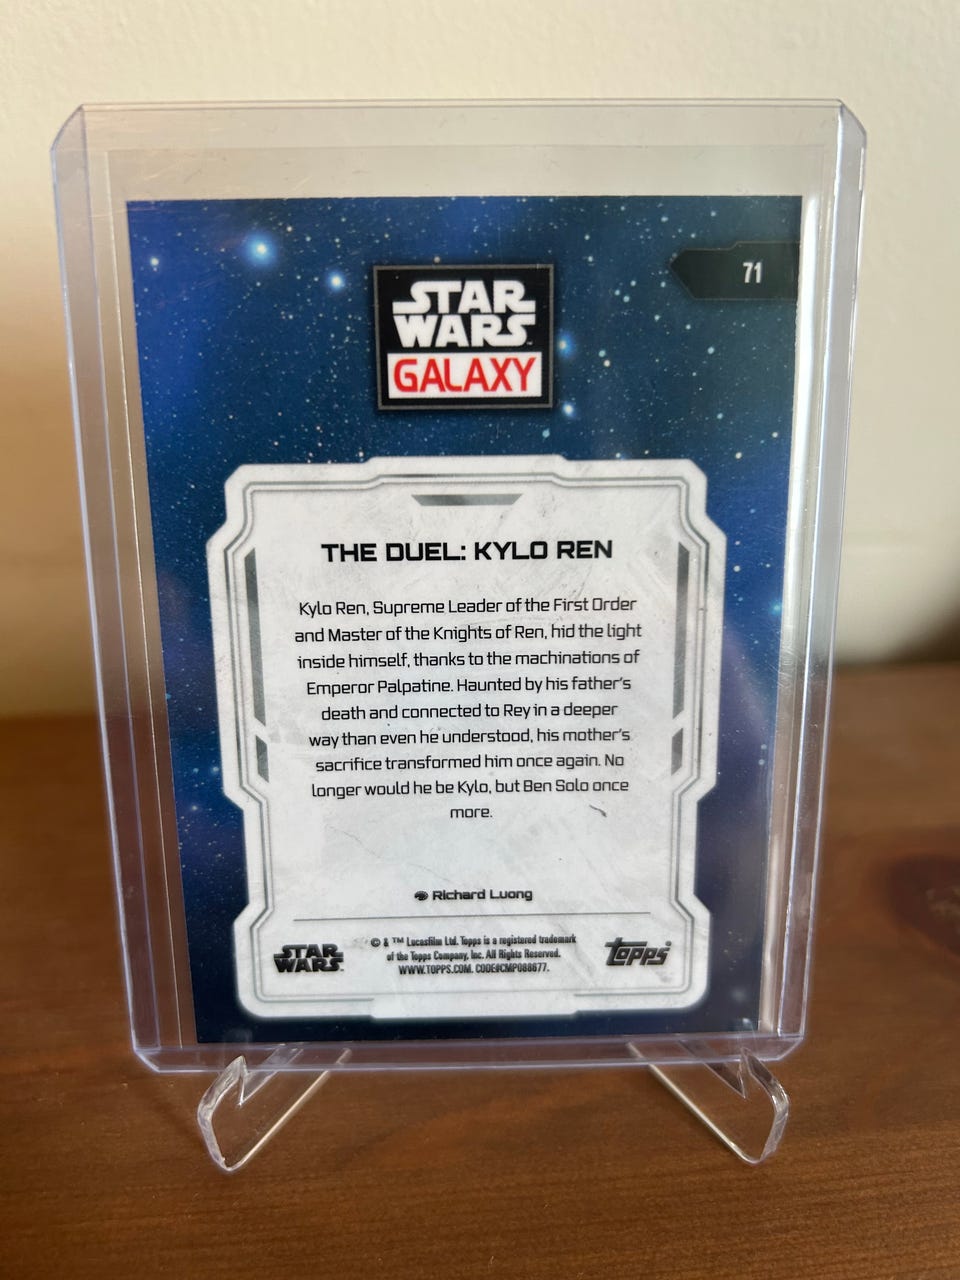 71
STAR
WARS
GALAXY
THE DUEL: KYLO REN
Kylo Ren, Supreme Leader of the First Order
and Master of the Knights of Ren, hid the light
inside himself, thanks to the machinations of
Emperor Palpatine. Haunted by his father's
death and connected to Rey in a deeper
way than even he understood, his mother's
sacrifice transformed him once again. No
longer would he be Kylo, but Ben Solo once
more.
Richard Luong
STAR
WARS
© & ™ Lucasfilm Ltd. Topps is a registered trademark
of the Topps Company, Inc. All Rights Reserved.
WWW.TOPPS.COM. CODE#CMP088677.
Topps